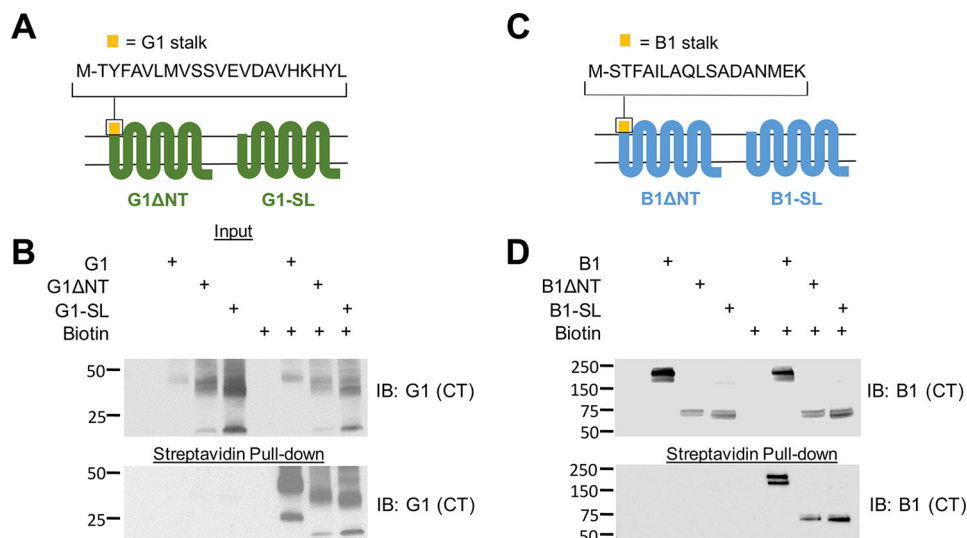 A
= G1 stalk
M-TYFAVLMVSSVEVDAVHKHYL
G1ΔNT G1-SL
B
Input
G1 + +
G1ΔNT + +
G1-SL + +
Biotin + + + +
50
25
IB: G1 (CT)
Streptavidin Pull-down
50
25
IB: G1 (CT)
C
= B1 stalk
M-STFAILAQLSADANMEK
B1ΔNT B1-SL
D
B1 + +
B1ΔNT + +
B1-SL + +
Biotin + + + +
250
150
75
50
IB: B1 (CT)
Streptavidin Pull-down
250
150
75
50
IB: B1 (CT)